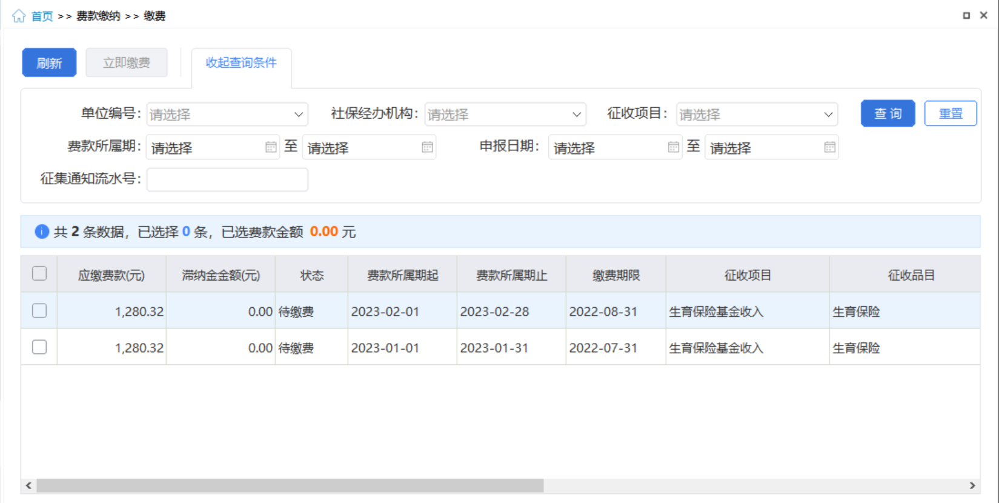 首页 >> 费款缴纳 >> 缴费
刷新 立即缴费 收起查询条件
单位编号: 请选择 社保经办机构: 请选择 征收项目: 请选择 查 询 重置
费款所属期: 请选择 至 请选择 申报日期: 请选择 至 请选择
征集通知流水号:
共 2 条数据, 已选择 0 条, 已选费款金额 0.00 元
应缴费款(元) 滞纳金金额(元) 状态 费款所属期起 费款所属期止 缴费期限 征收项目 征收品目
1,280.32 0.00 待缴费 2023-02-01 2023-02-28 2022-08-31 生育保险基金收入 生育保险
1,280.32 0.00 待缴费 2023-01-01 2023-01-31 2022-07-31 生育保险基金收入 生育保险